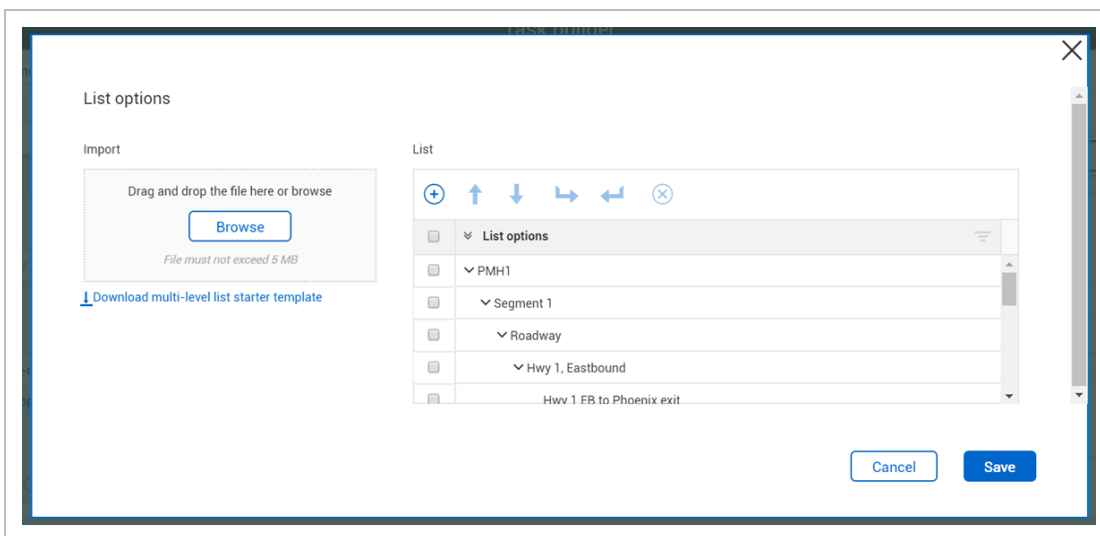 Task builder
List options
Import
List
Drag and drop the file here or browse
Browse
File must not exceed 5 MB
Download multi-level list starter template
List options
PMH1
Segment 1
Roadway
Hwy 1, Eastbound
Hwy 1 EB to Phoenix exit
Cancel
Save